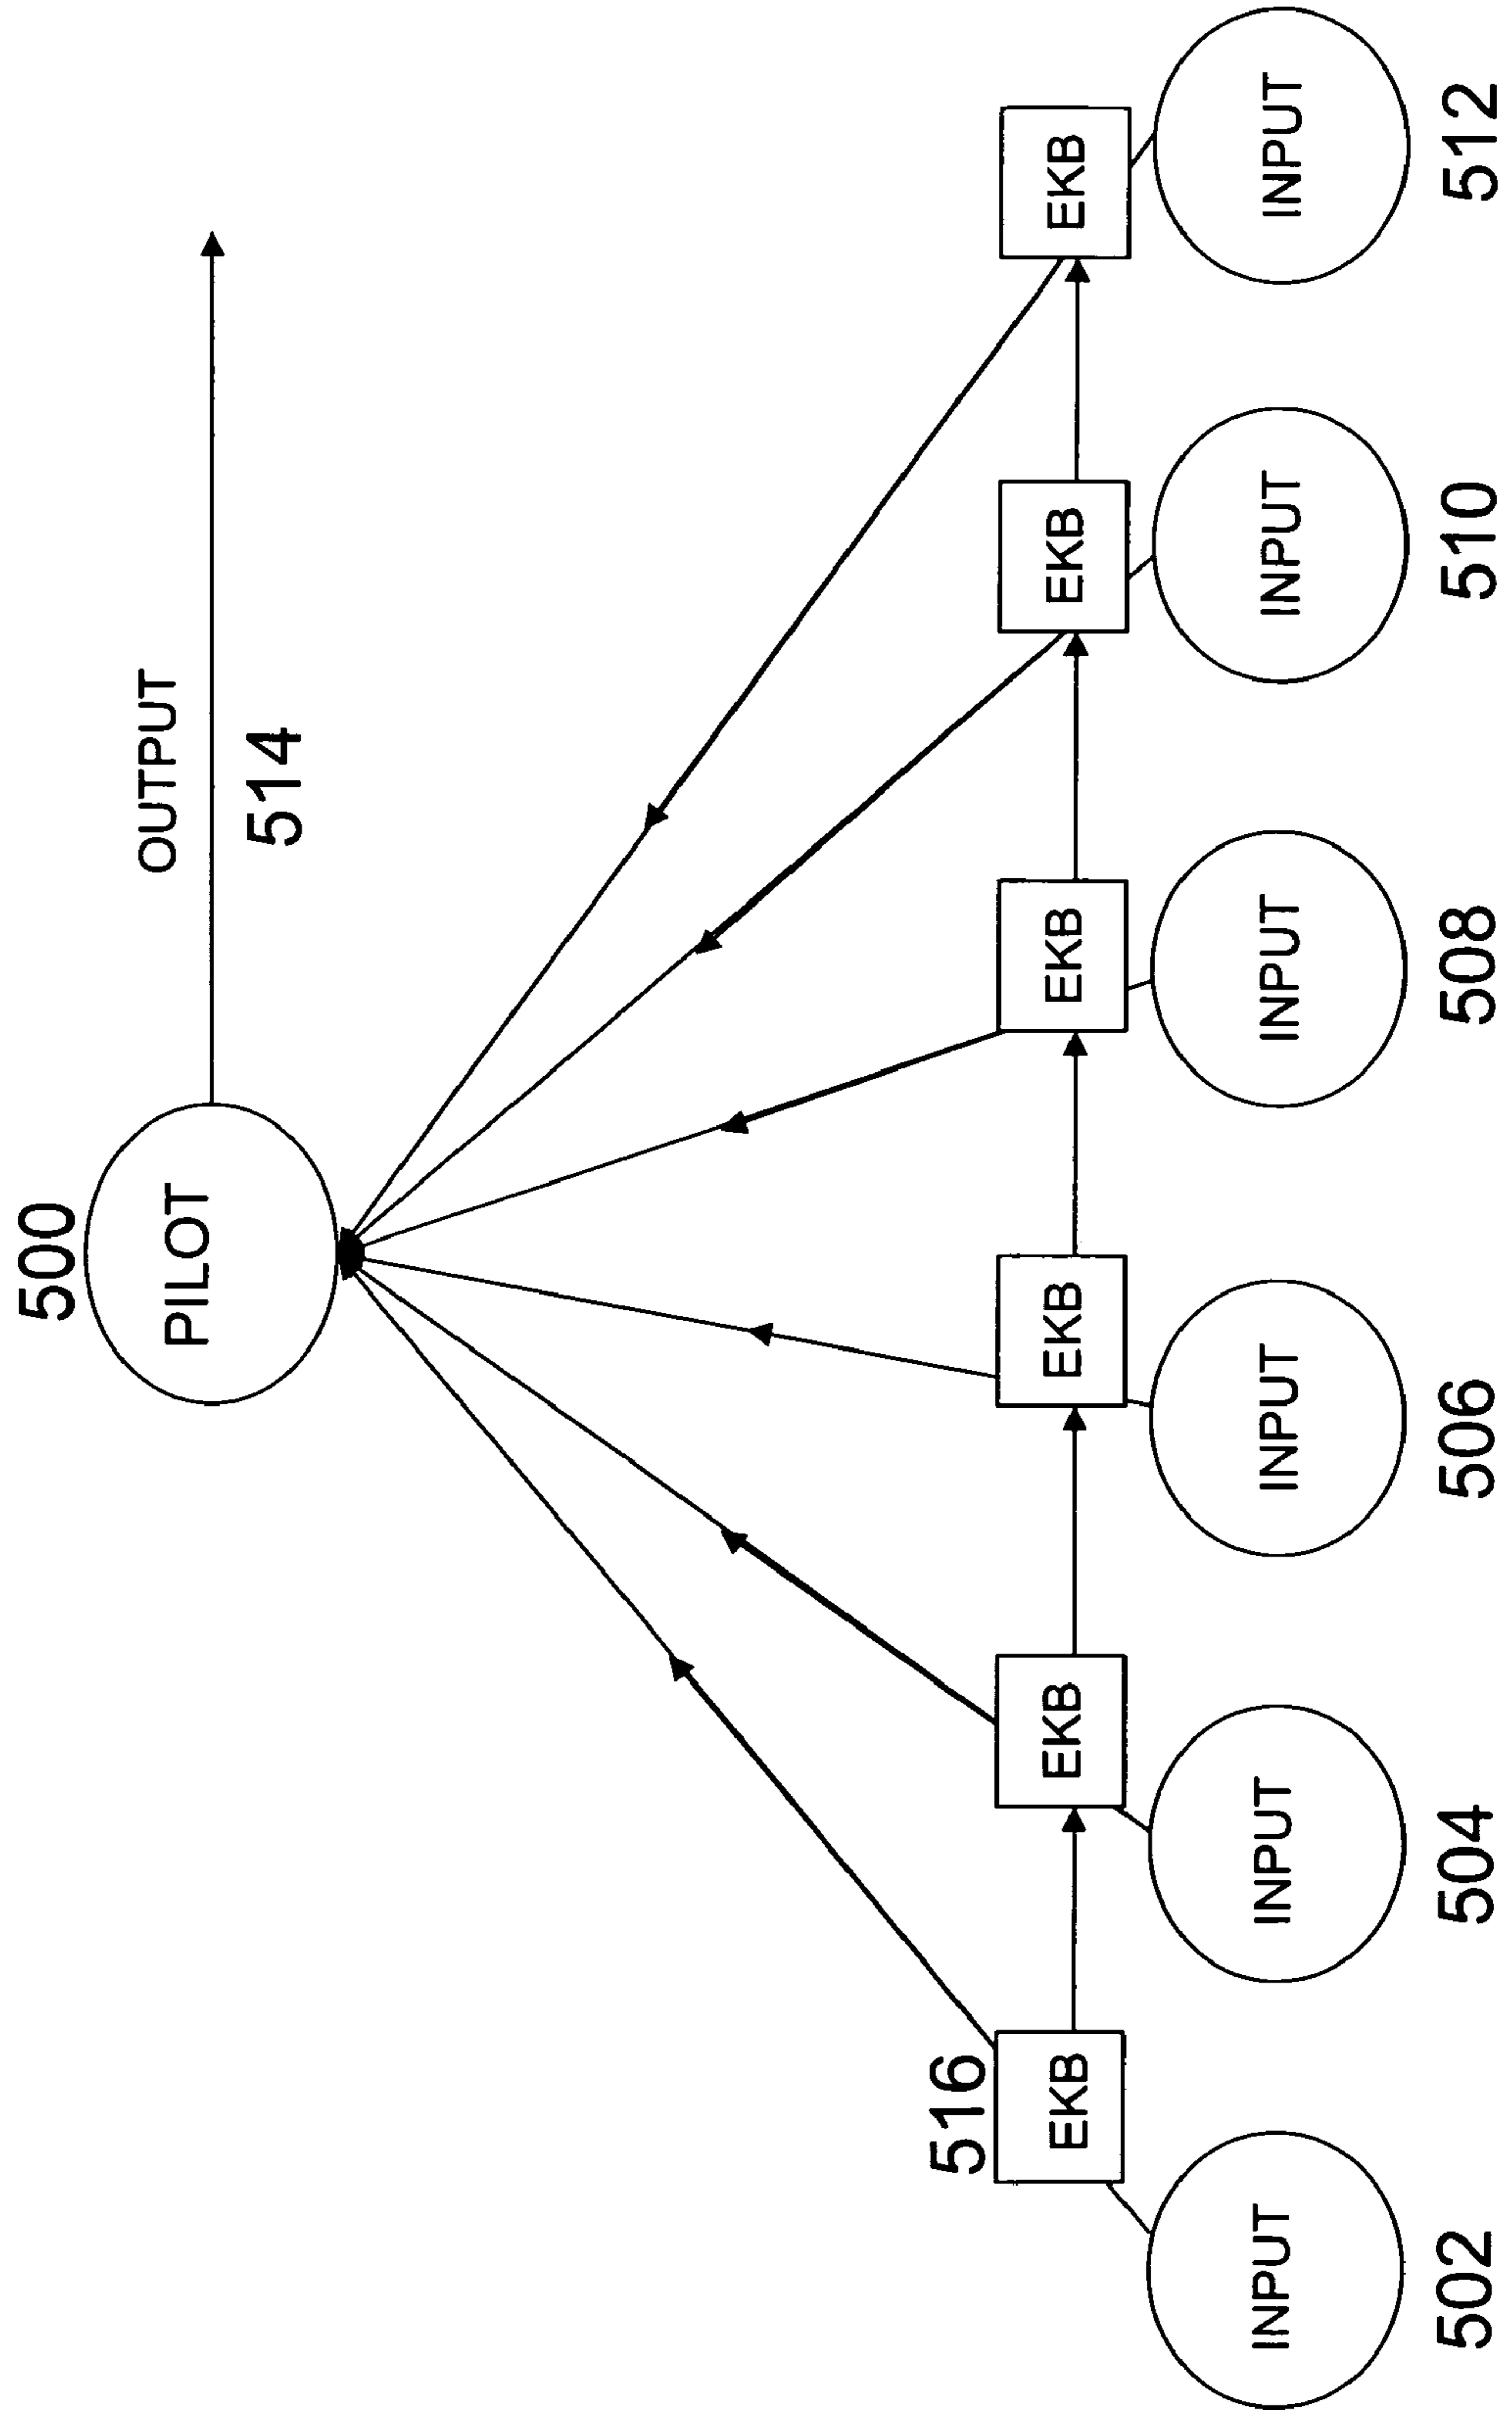 500
PILOT
OUTPUT
514
516
EKB
EKB
EKB
EKB
EKB
EKB
INPUT
INPUT
INPUT
INPUT
INPUT
INPUT
502
504
506
508
510
512